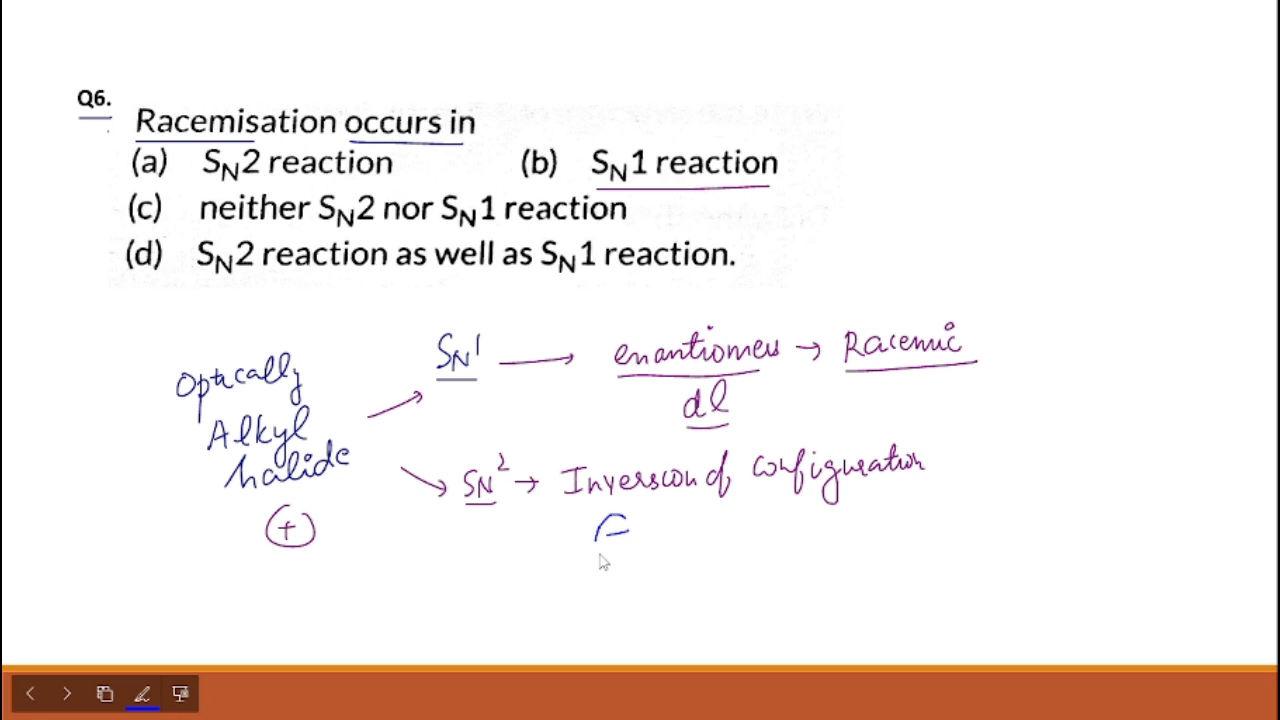 Q6.
Racemisation occurs in
(a) SN2 reaction (b) SN1 reaction
(c) neither SN2 nor SN1 reaction
(d) SN2 reaction as well as SN1 reaction.
SN1 → enantiomers → Racemic
dl
Optically
Alkyl
halide
SN2 → Inversion of configuration
+